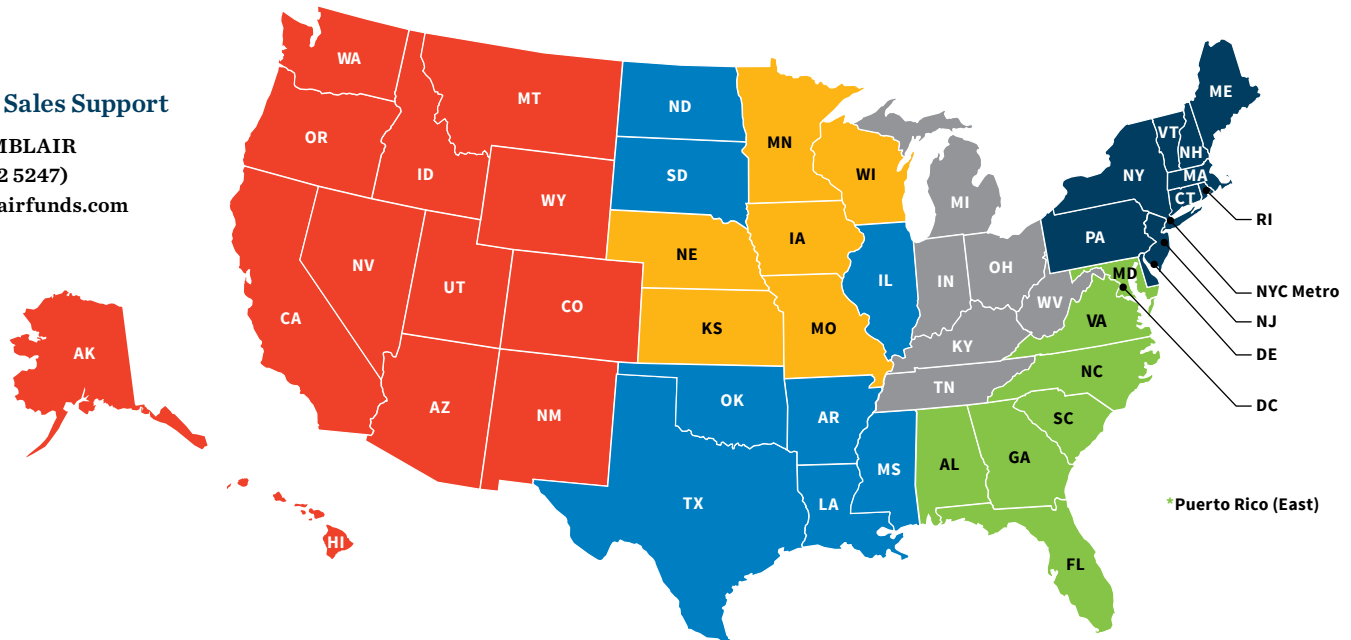 Sales Support
MBLAIR
2 5247)
airfunds.com
WA
MT
ND
MN
ME
VT
NH
OR
ID
SD
WI
NY
MA
CT
WY
MI
RI
NV
NE
IA
PA
UT
CO
IL
IN
OH
MD
NYC Metro
CA
KS
MO
WV
VA
NJ
AK
KY
DE
AZ
NM
OK
AR
TN
NC
DC
SC
TX
LA
MS
AL
GA
*Puerto Rico (East)
HI
FL